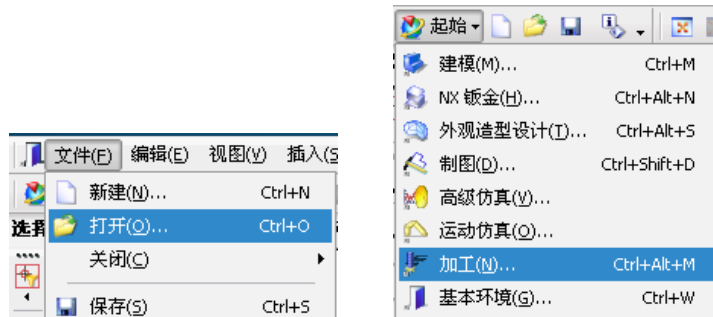 文件(F) 编辑(E) 视图(V) 插入(S
新建(N)... Ctrl+N
选择
打开(O)... Ctrl+O
关闭(C)
保存(S) Ctrl+S
起始
建模(M)... Ctrl+M
NX 钣金(H)... Ctrl+Alt+N
外观造型设计(T)... Ctrl+Alt+S
制图(D)... Ctrl+Shift+D
高级仿真(V)...
运动仿真(O)...
加工(N)... Ctrl+Alt+M
基本环境(G)... Ctrl+W